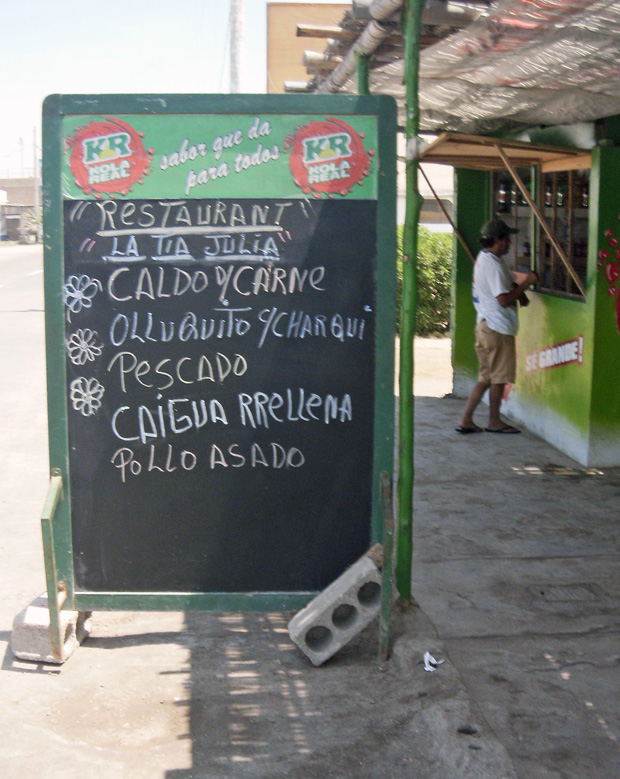 KR
KOLA
REAL
sabor que da
para todos
KR
KOLA
REAL
"RESTAURANT"
"LA TIA JULIA"
CALDO Y CARNE
OLLUQUITO Y CHARQUI
PESCADO
CAIGUA RRELLENA
POLLO ASADO
GRANDE!